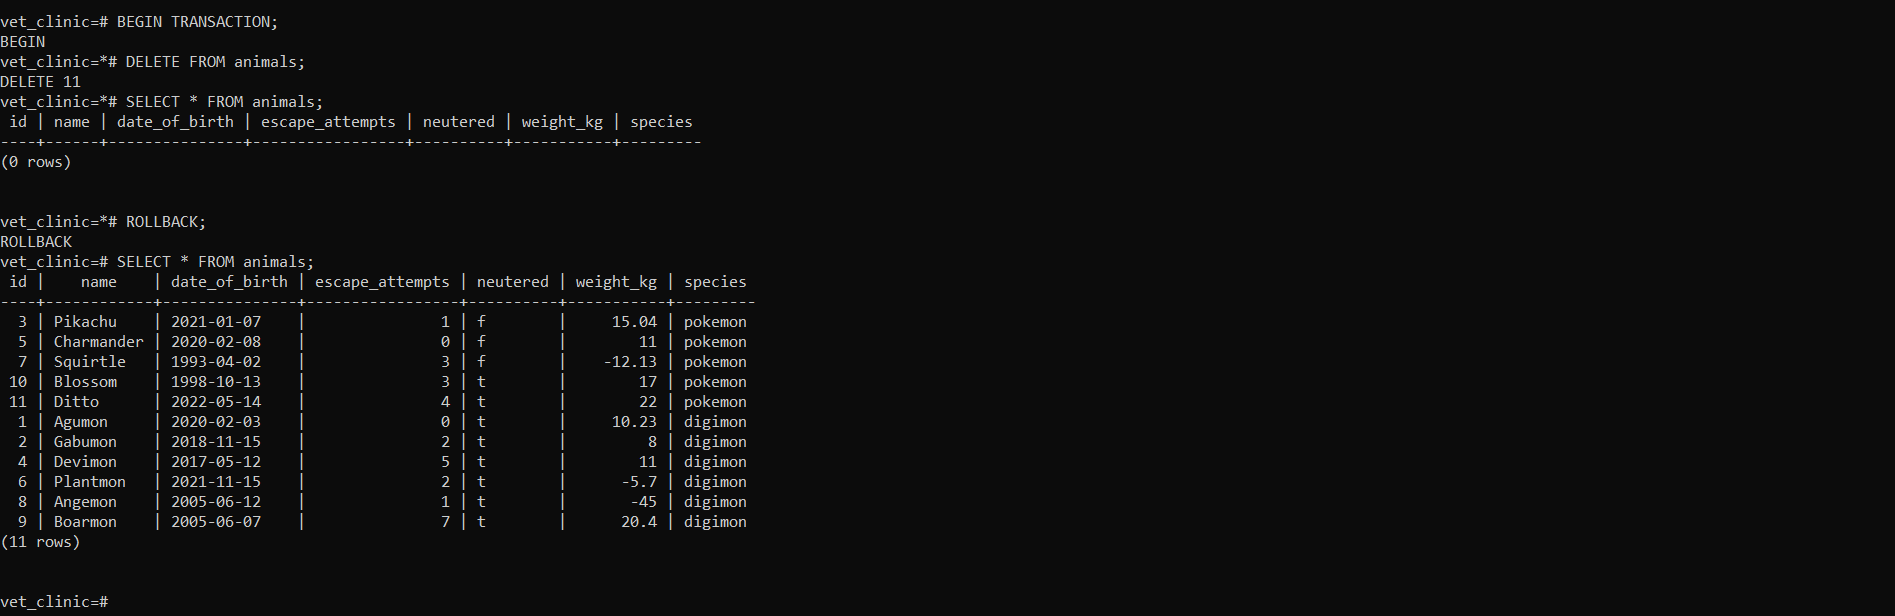 vet_clinic=# BEGIN TRANSACTION;
BEGIN
vet_clinic=*# DELETE FROM animals;
DELETE 11
vet_clinic=*# SELECT * FROM animals;
 id | name | date_of_birth | escape_attempts | neutered | weight_kg | species
----+------+---------------+-----------------+----------+-----------+---------
(0 rows)


vet_clinic=*# ROLLBACK;
ROLLBACK
vet_clinic=# SELECT * FROM animals;
 id |    name    | date_of_birth | escape_attempts | neutered | weight_kg | species
----+------------+---------------+-----------------+----------+-----------+---------
  3 | Pikachu    | 2021-01-07    |               1 | f        |     15.04 | pokemon
  5 | Charmander | 2020-02-08    |               0 | f        |        11 | pokemon
  7 | Squirtle   | 1993-04-02    |               3 | f        |    -12.13 | pokemon
 10 | Blossom    | 1998-10-13    |               3 | t        |        17 | pokemon
 11 | Ditto      | 2022-05-14    |               4 | t        |        22 | pokemon
  1 | Agumon     | 2020-02-03    |               0 | t        |     10.23 | digimon
  2 | Gabumon    | 2018-11-15    |               2 | t        |         8 | digimon
  4 | Devimon    | 2017-05-12    |               5 | t        |        11 | digimon
  6 | Plantmon   | 2021-11-15    |               2 | t        |      -5.7 | digimon
  8 | Angemon    | 2005-06-12    |               1 | t        |       -45 | digimon
  9 | Boarmon    | 2005-06-07    |               7 | t        |      20.4 | digimon
(11 rows)


vet_clinic=#